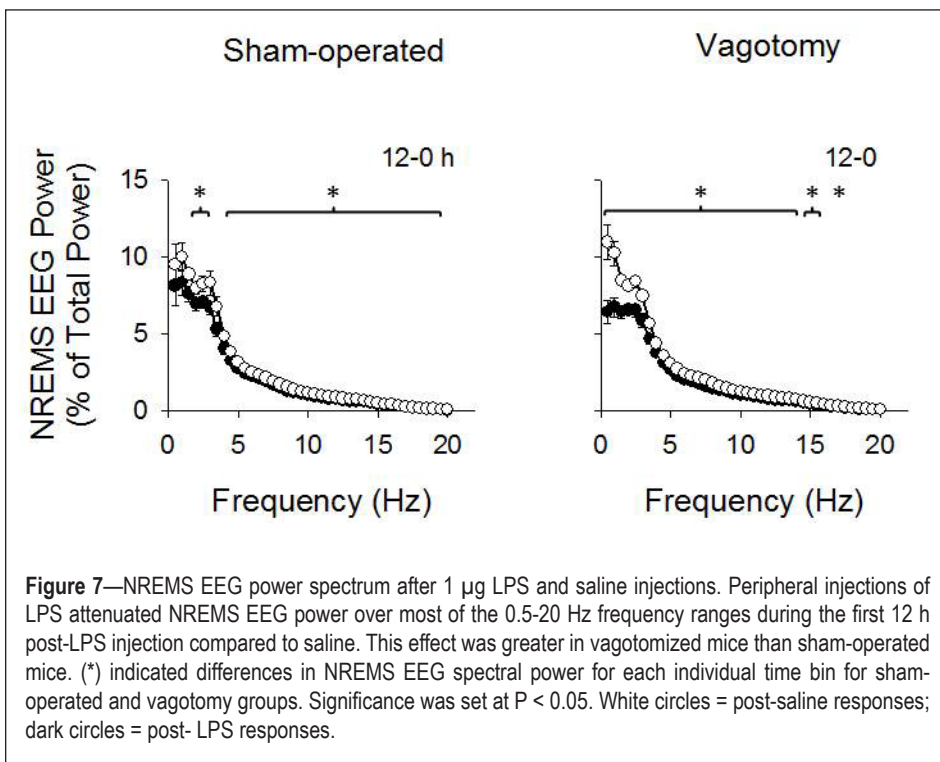 Sham-operated
Vagotomy
12-0 h
12-0
NREMS EEG Power
(% of Total Power)
15
10
5
0
* *
* * *
0 5 10 15 20
0 5 10 15 20
Frequency (Hz)
Frequency (Hz)
Figure 7—NREMS EEG power spectrum after 1 µg LPS and saline injections. Peripheral injections of
LPS attenuated NREMS EEG power over most of the 0.5-20 Hz frequency ranges during the first 12 h
post-LPS injection compared to saline. This effect was greater in vagotomized mice than sham-operated
mice. (*) indicated differences in NREMS EEG spectral power for each individual time bin for sham-
operated and vagotomy groups. Significance was set at P < 0.05. White circles = post-saline responses;
dark circles = post- LPS responses.